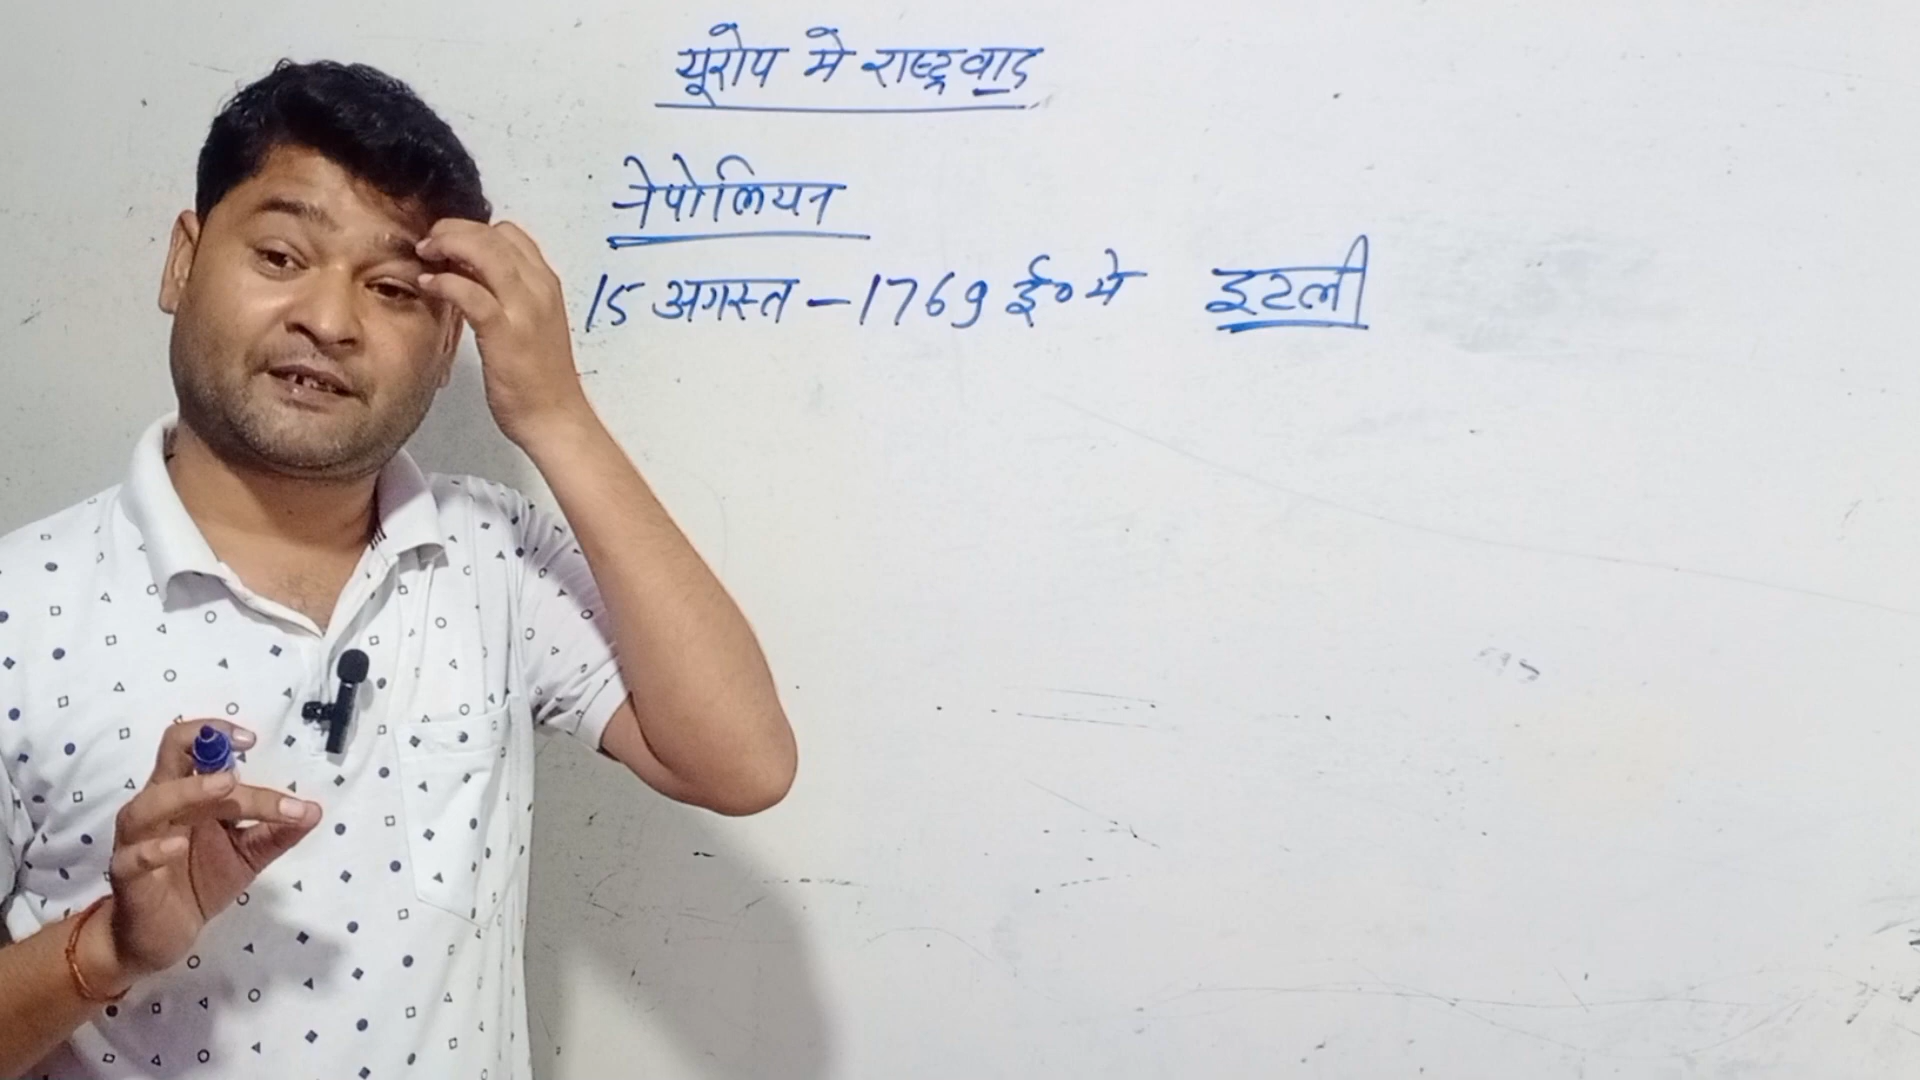 यूरोप मे राष्ट्रवाद
नेपोलियन
15 अगस्त - 1769 ई० मे इटली